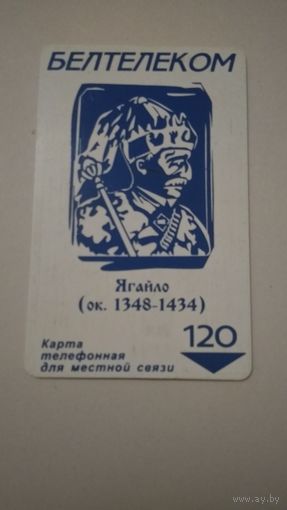 БЕЛТЕЛЕКОМ
Ягайло
(ок. 1348-1434)
Карта
телефонная
для местной связи
120
www.ay.by